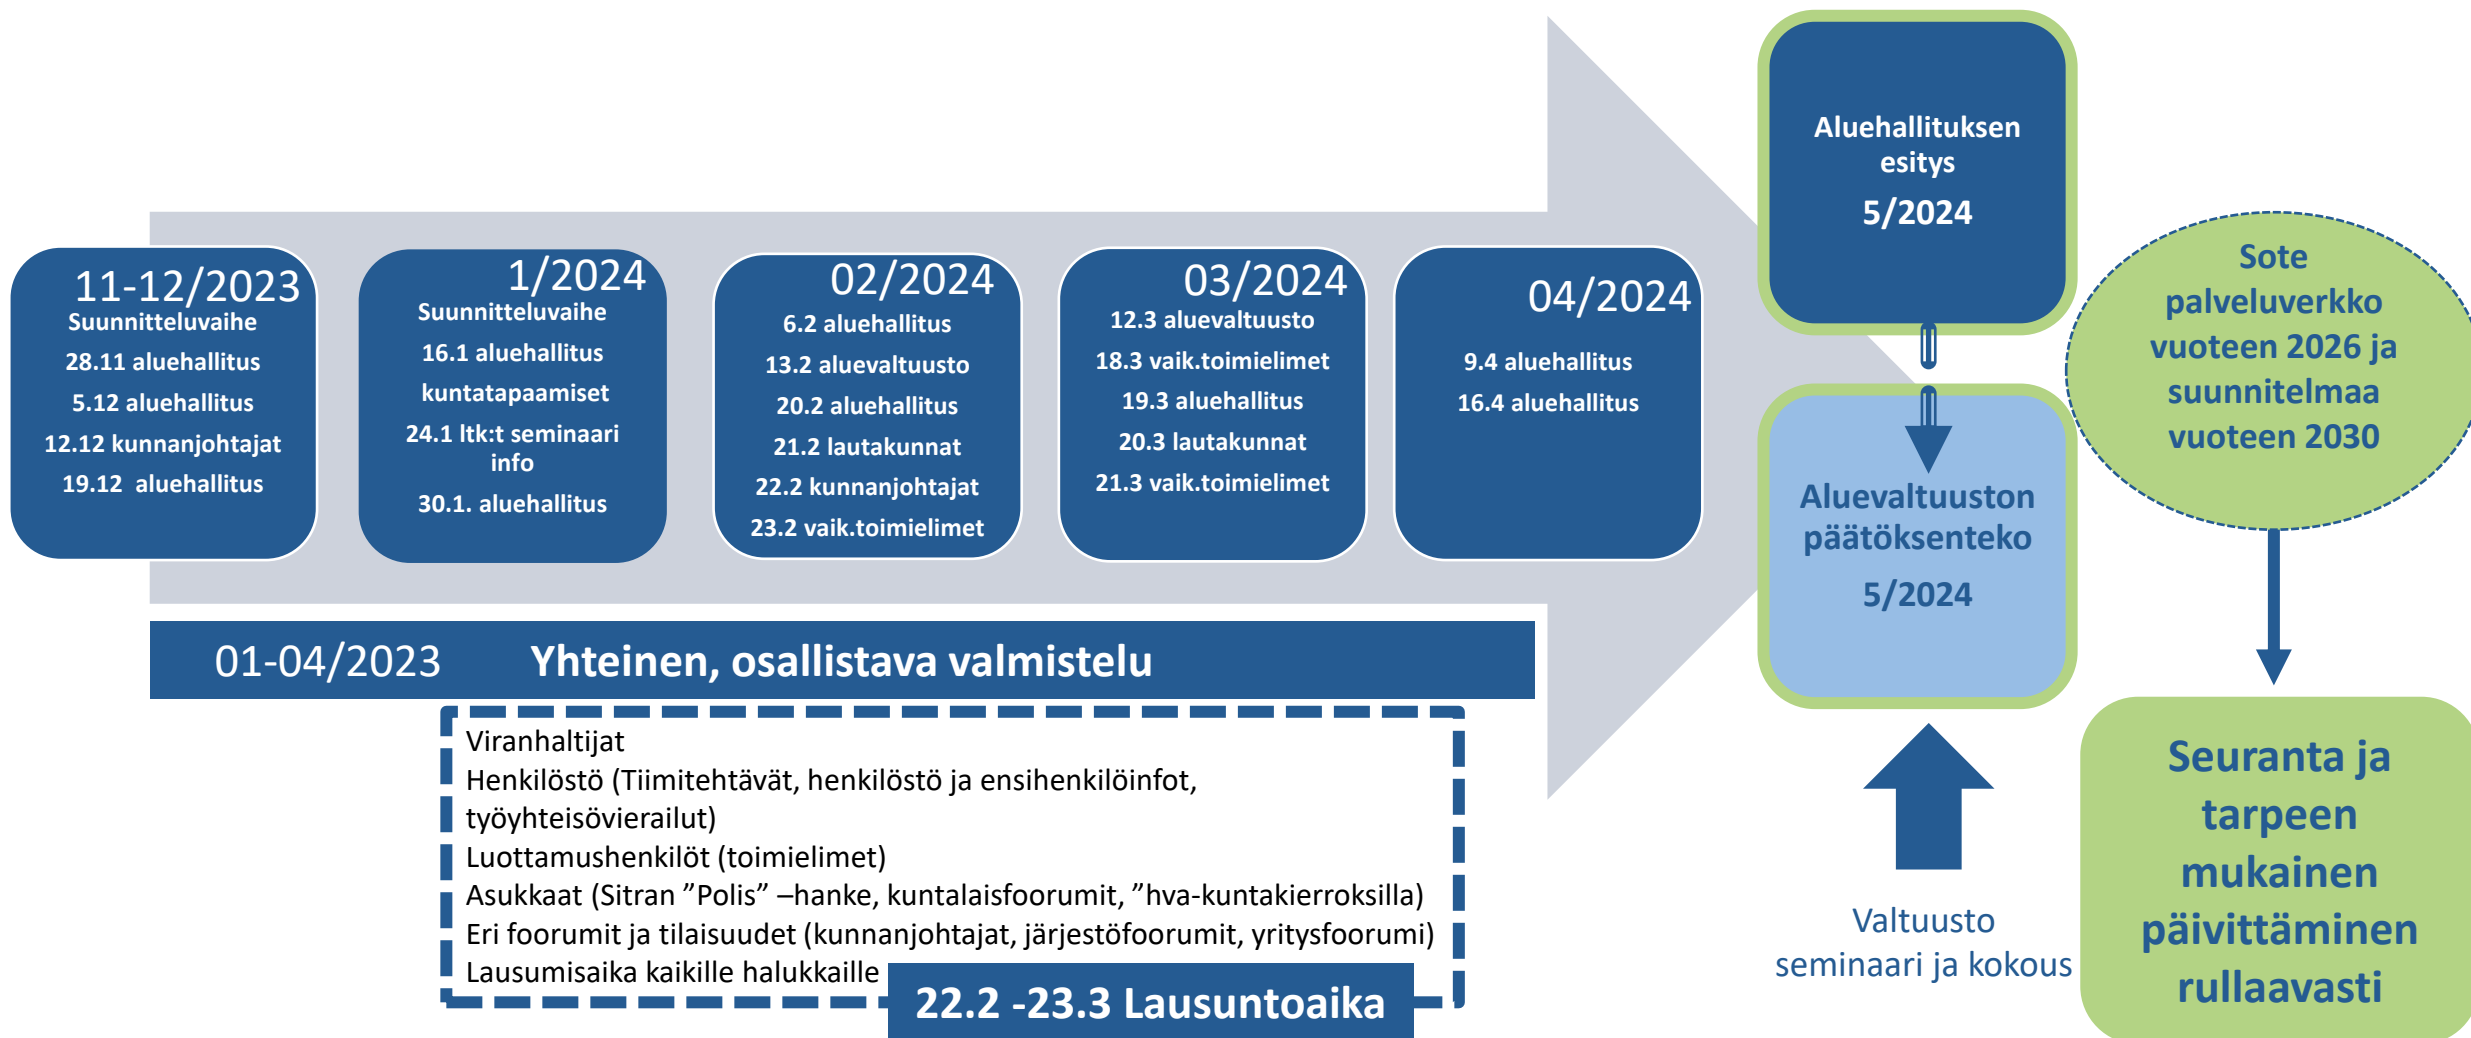 11-12/2023
Suunnitteluvaihe
28.11 aluehallitus
5.12 aluehallitus
12.12 kunnanjohtajat
19.12 aluehallitus
1/2024
Suunnitteluvaihe
16.1 aluehallitus
kuntatapaamiset
24.1 ltk:t seminaari
info
30.1. aluehallitus
02/2024
6.2 aluehallitus
13.2 aluevaltuusto
20.2 aluehallitus
21.2 lautakunnat
22.2 kunnanjohtajat
23.2 vaik.toimielimet
03/2024
12.3 aluevaltuusto
18.3 vaik.toimielimet
19.3 aluehallitus
20.3 lautakunnat
21.3 vaik.toimielimet
04/2024
9.4 aluehallitus
16.4 aluehallitus
Aluehallituksen
esitys
5/2024
Aluevaltuuston
päätöksenteko
5/2024
Valtuusto
seminaari ja kokous
Sote
palveluverkko
vuoteen 2026 ja
suunnitelmaa
vuoteen 2030
Seuranta ja
tarpeen
mukainen
päivittäminen
rullaavasti
01-04/2023 Yhteinen, osallistava valmistelu
Viranhaltijat
Henkilöstö (Tiimitehtävät, henkilöstö ja ensihenkilöinfot,
työyhteisövierailut)
Luottamushenkilöt (toimielimet)
Asukkaat (Sitran ”Polis” –hanke, kuntalaisfoorumit, ”hva-kuntakierroksilla)
Eri foorumit ja tilaisuudet (kunnanjohtajat, järjestöfoorumit, yritysfoorumi)
Lausumisaika kaikille halukkaille
22.2 -23.3 Lausuntoaika